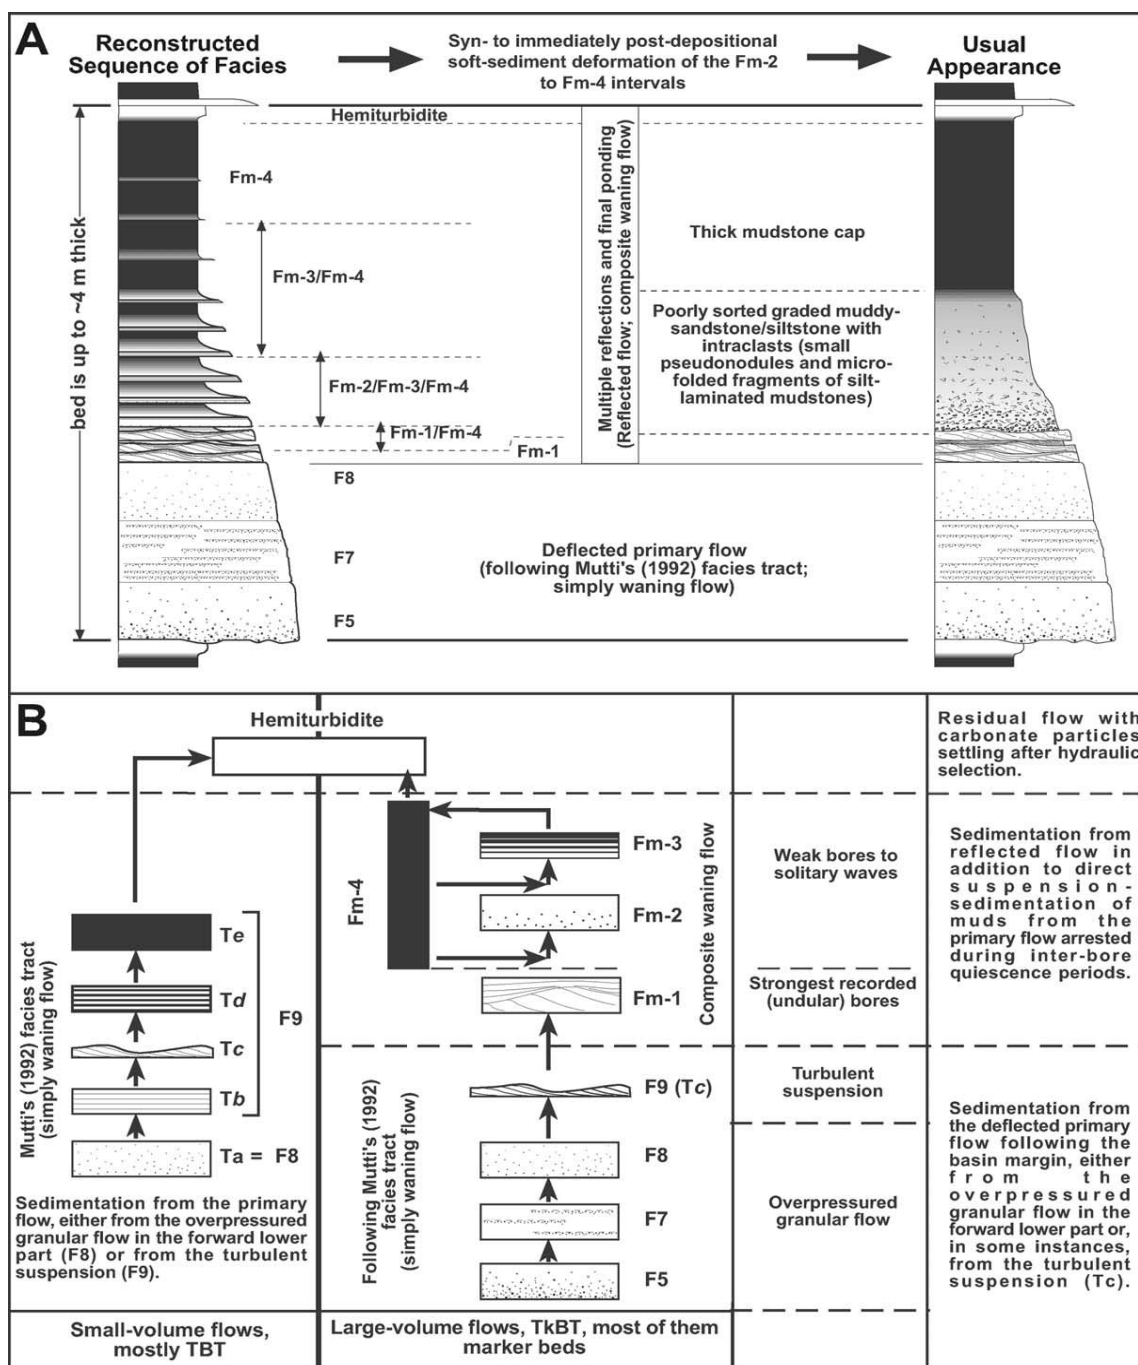 A
Reconstructed
Sequence of Facies
Syn- to immediately post-depositional
soft-sediment deformation of the Fm-2
to Fm-4 intervals
Usual
Appearance
bed is up to ~4 m thick
Hemiturbidite
Fm-4
Fm-3/Fm-4
Fm-2/Fm-3/Fm-4
Fm-1/Fm-4
Fm-1
Multiple reflections and final ponding
(Reflected flow; composite waning flow)
Thick mudstone cap
Poorly sorted graded muddy-
sandstone/siltstone with
intraclasts (small
pseudonodules and micro-
folded fragments of silt-
laminated mudstones)
F8
F7
F5
Deflected primary flow
(following Mutti's (1992) facies tract;
simply waning flow)
B
Hemiturbidite
Mutti's (1992) facies tract
(simply waning flow)
Te
Td
Tc
Tb
F9
Ta = F8
Sedimentation from the primary
flow, either from the overpressured
granular flow in the forward lower
part (F8) or from the turbulent
suspension (F9).
Small-volume flows,
mostly TBT
Fm-4
Fm-3
Fm-2
Fm-1
Composite waning flow
Following Mutti's (1992)
facies tract
(simply waning flow)
F9 (Tc)
F8
F7
F5
Large-volume flows, TkBT, most of them
marker beds
Weak bores to
solitary waves
Strongest recorded
(undular) bores
Turbulent
suspension
Overpressured
granular flow
Residual flow with
carbonate particles
settling after hydraulic
selection.
Sedimentation from
reflected flow in
addition to direct
suspension-
sedimentation of
muds from the
primary flow arrested
during inter-bore
quiescence periods.
Sedimentation from
the deflected primary
flow following the
basin margin, either
from the
overpressured
granular flow in the
forward lower part or,
in some instances,
from the turbulent
suspension (Tc).